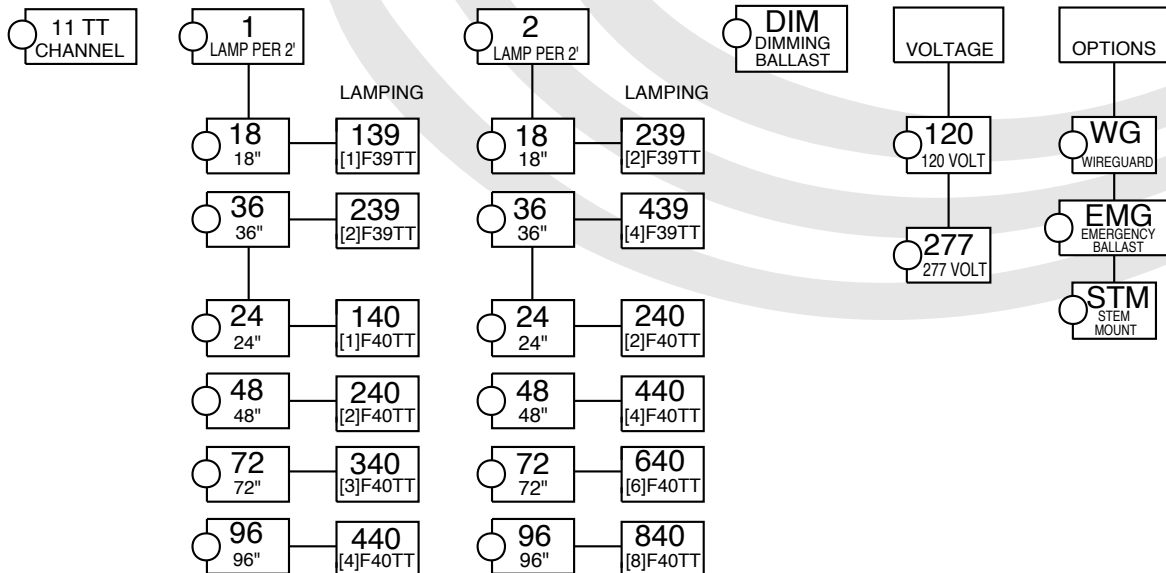 11 TT
CHANNEL
1
LAMP PER 2'
2
LAMP PER 2'
DIM
DIMMING
BALLAST
VOLTAGE
OPTIONS
LAMPING
LAMPING
18
18"
139
[1]F39TT
18
18"
239
[2]F39TT
120
120 VOLT
WG
WIREGUARD
36
36"
239
[2]F39TT
36
36"
439
[4]F39TT
277
277 VOLT
EMG
EMERGENCY
BALLAST
24
24"
140
[1]F40TT
24
24"
240
[2]F40TT
STM
STEM
MOUNT
48
48"
240
[2]F40TT
48
48"
440
[4]F40TT
72
72"
340
[3]F40TT
72
72"
640
[6]F40TT
96
96"
440
[4]F40TT
96
96"
840
[8]F40TT